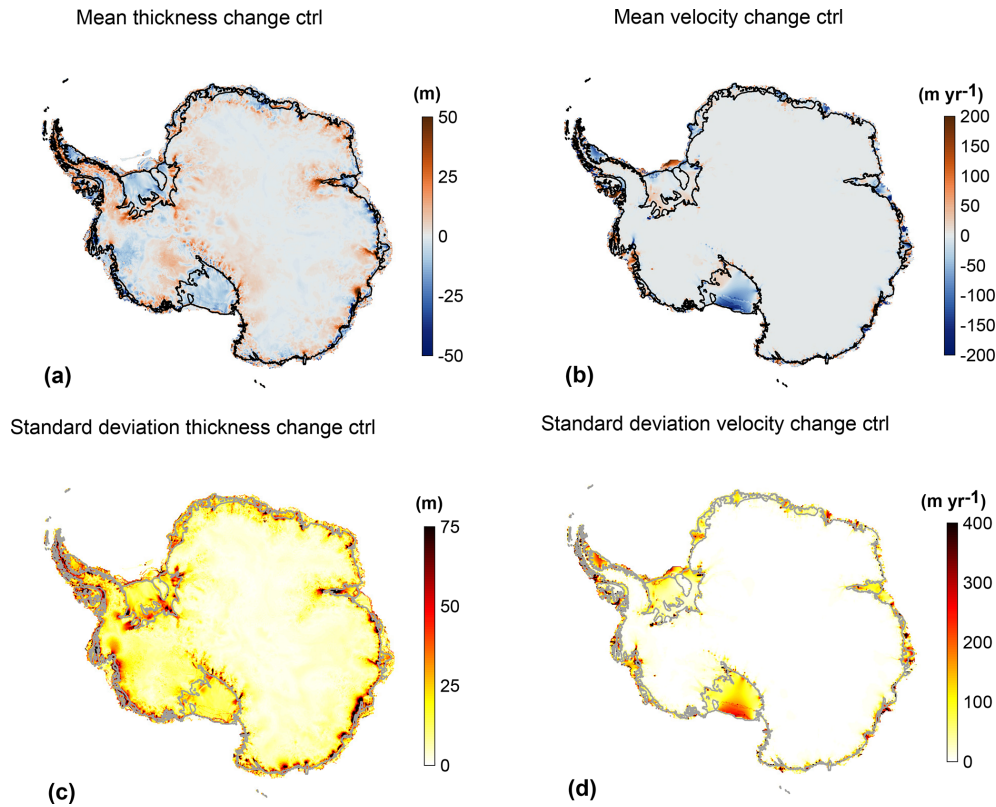 Mean thickness change ctrl
(m)
50
25
0
-25
-50
(a)
Mean velocity change ctrl
(m yr-1)
200
150
100
50
0
-50
-100
-150
-200
(b)
Standard deviation thickness change ctrl
(m)
75
50
25
0
(c)
Standard deviation velocity change ctrl
(m yr-1)
400
300
200
100
0
(d)